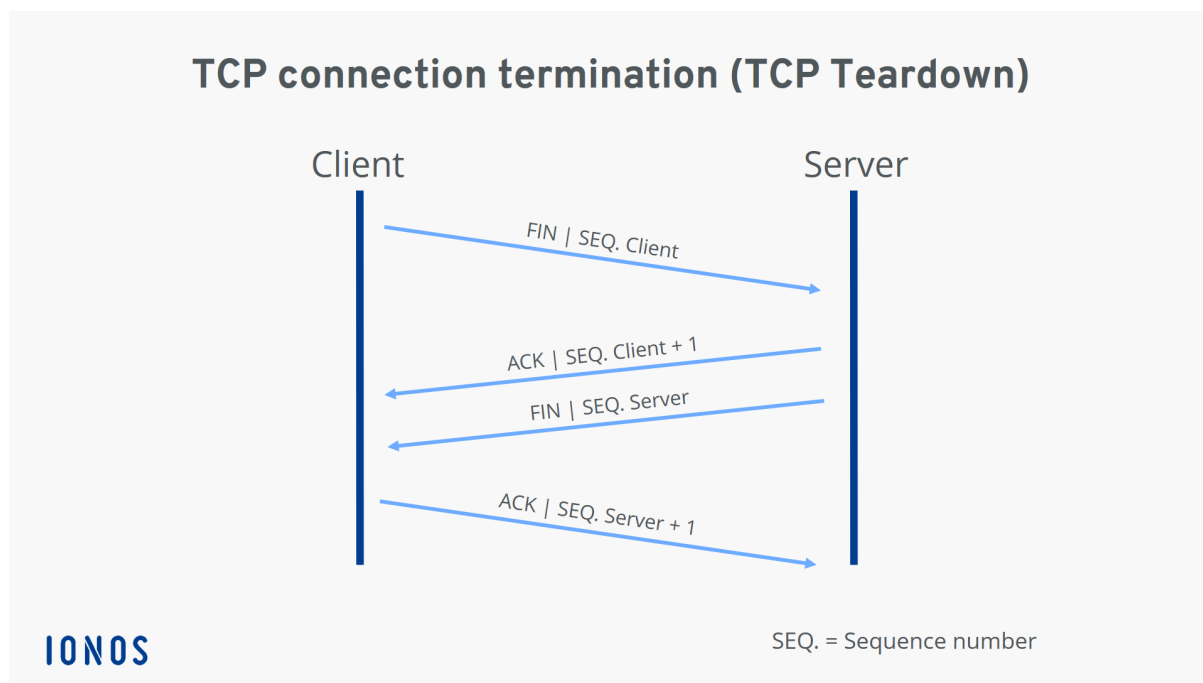 TCP connection termination (TCP Teardown)
Client
Server
FIN | SEQ. Client
ACK | SEQ. Client + 1
FIN | SEQ. Server
ACK | SEQ. Server + 1
IONOS
SEQ. = Sequence number